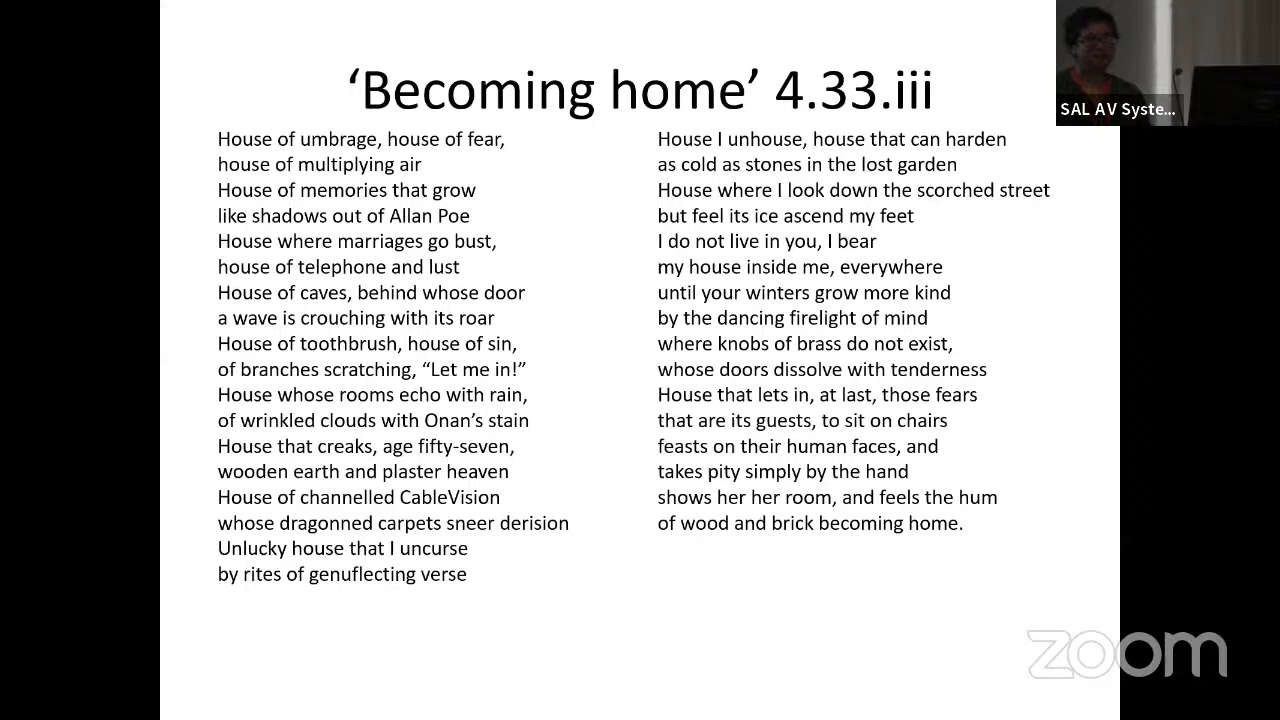 ‘Becoming home’ 4.33.iii
House of umbrage, house of fear,
house of multiplying air
House of memories that grow
like shadows out of Allan Poe
House where marriages go bust,
house of telephone and lust
House of caves, behind whose door
a wave is crouching with its roar
House of toothbrush, house of sin,
of branches scratching, “Let me in!”
House whose rooms echo with rain,
of wrinkled clouds with Onan’s stain
House that creaks, age fifty-seven,
wooden earth and plaster heaven
House of channelled CableVision
whose dragonned carpets sneer derision
Unlucky house that I uncurse
by rites of genuflecting verse
House I unhouse, house that can harden
as cold as stones in the lost garden
House where I look down the scorched street
but feel its ice ascend my feet
I do not live in you, I bear
my house inside me, everywhere
until your winters grow more kind
by the dancing firelight of mind
where knobs of brass do not exist,
whose doors dissolve with tenderness
House that lets in, at last, those fears
that are its guests, to sit on chairs
feasts on their human faces, and
takes pity simply by the hand
shows her her room, and feels the hum
of wood and brick becoming home.
SAL AV Syste...
zoom